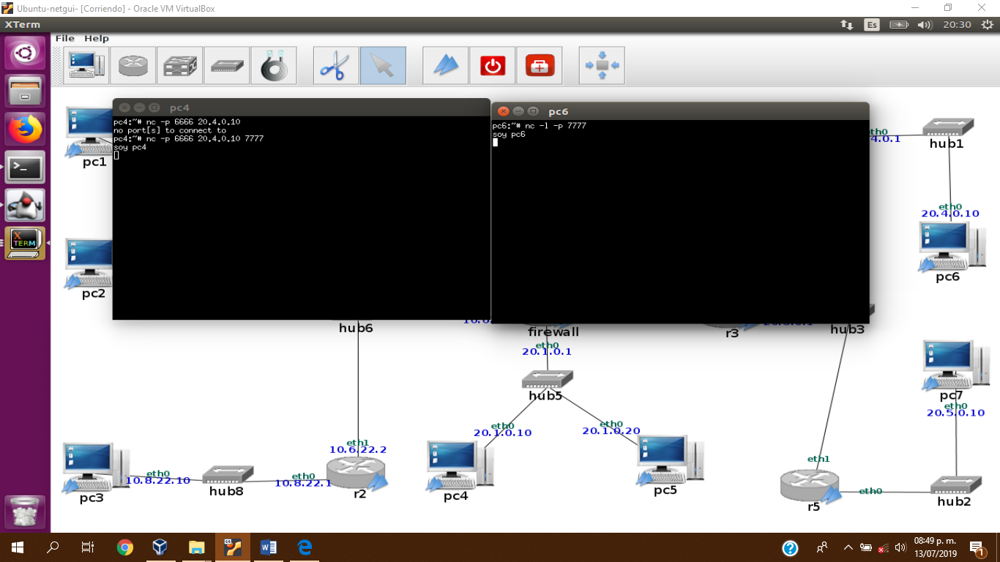 Ubuntu-netgui- [Corriendo] - Oracle VM VirtualBox
XTerm
Es
20:30
File Help
pc4
pc4:~# nc -p 6666 20.4.0.10
no port[s] to connect to
pc4:~# nc -p 6666 20.4.0.10 7777
soy pc4
pc6
pc6:~# nc -l -p 7777
soy pc6
XTERM
pc1
pc2
hub6
firewall
eth0
20.1.0.1
hub5
r3
hub3
4.0.1
hub1
eth0
20.4.0.10
pc6
pc7
eth0
20.5.0.10
eth0
20.1.0.10
eth0
20.1.0.20
eth1
10.6.22.2
pc3
eth0
10.8.22.10
hub8
eth0
10.8.22.1
r2
pc4
pc5
eth1
r5
eth0
hub2
08:49 p. m.
13/07/2019
1